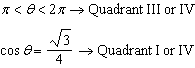 π < θ < 2π → Quadrant III or IV
cos θ = √3/4 → Quadrant I or IV